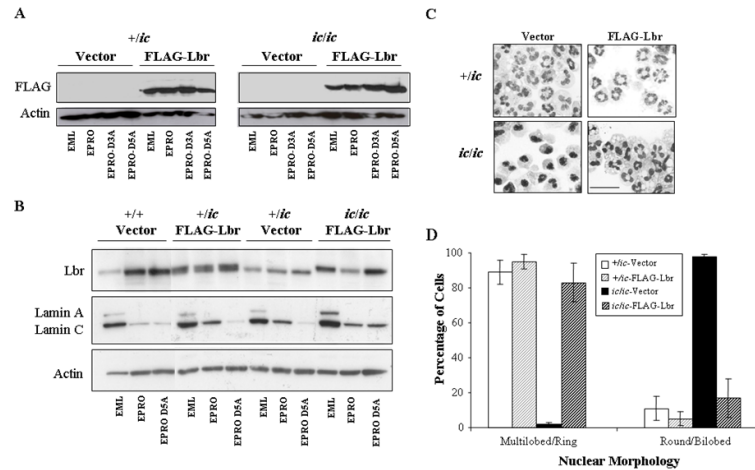 A
+/ic
ic/ic
Vector
FLAG-Lbr
Vector
FLAG-Lbr
FLAG
Actin
EML
EPRO
EPRO-D3A
EPRO-D5A
EML
EPRO
EPRO-D3A
EPRO-D5A
EML
EPRO
EPRO-D3A
EPRO-D5A
EML
EPRO
EPRO-D3A
EPRO-D5A
B
+/+
+/ic
+/ic
ic/ic
Vector
FLAG-Lbr
Vector
FLAG-Lbr
Lbr
Lamin A
Lamin C
Actin
EML
EPRO
EPRO D5A
EML
EPRO
EPRO D5A
EML
EPRO
EPRO D5A
EML
EPRO
EPRO D5A
C
Vector
FLAG-Lbr
+/ic
ic/ic
D
Percentage of Cells
100
80
60
40
20
0
+/ic-Vector
+/ic-FLAG-Lbr
ic/ic-Vector
ic/ic-FLAG-Lbr
Multilobed/Ring
Round/Bilobed
Nuclear Morphology